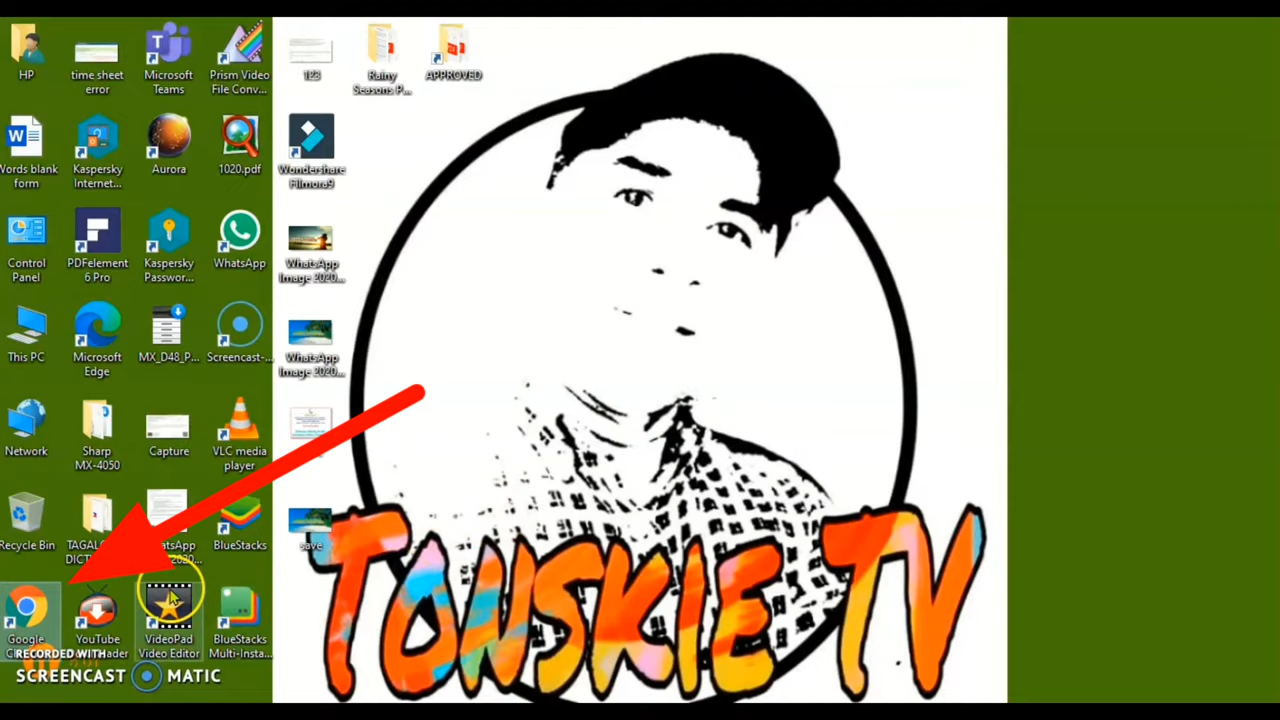 HP
time sheet
error
Microsoft
Teams
Prism Video
File Conv...
123
Rainy
Seasons P...
APPROVED
Words blank
form
Kaspersky
Internet...
Aurora
1020.pdf
Wondershare
Filmora9
Control
Panel
PDFelement
6 Pro
Kaspersky
Passwor...
WhatsApp
WhatsApp
Image 2020...
This PC
Microsoft
Edge
MX_D48_P...
Screencast-...
WhatsApp
Image 2020...
Network
Sharp
MX-4050
Capture
VLC media
player
Recycle Bin
BlueStacks
save
Google
YouTube
VideoPad
Video Editor
BlueStacks
Multi-Insta...
RECORDED WITH
SCREENCAST MATIC
TONSKIE TV